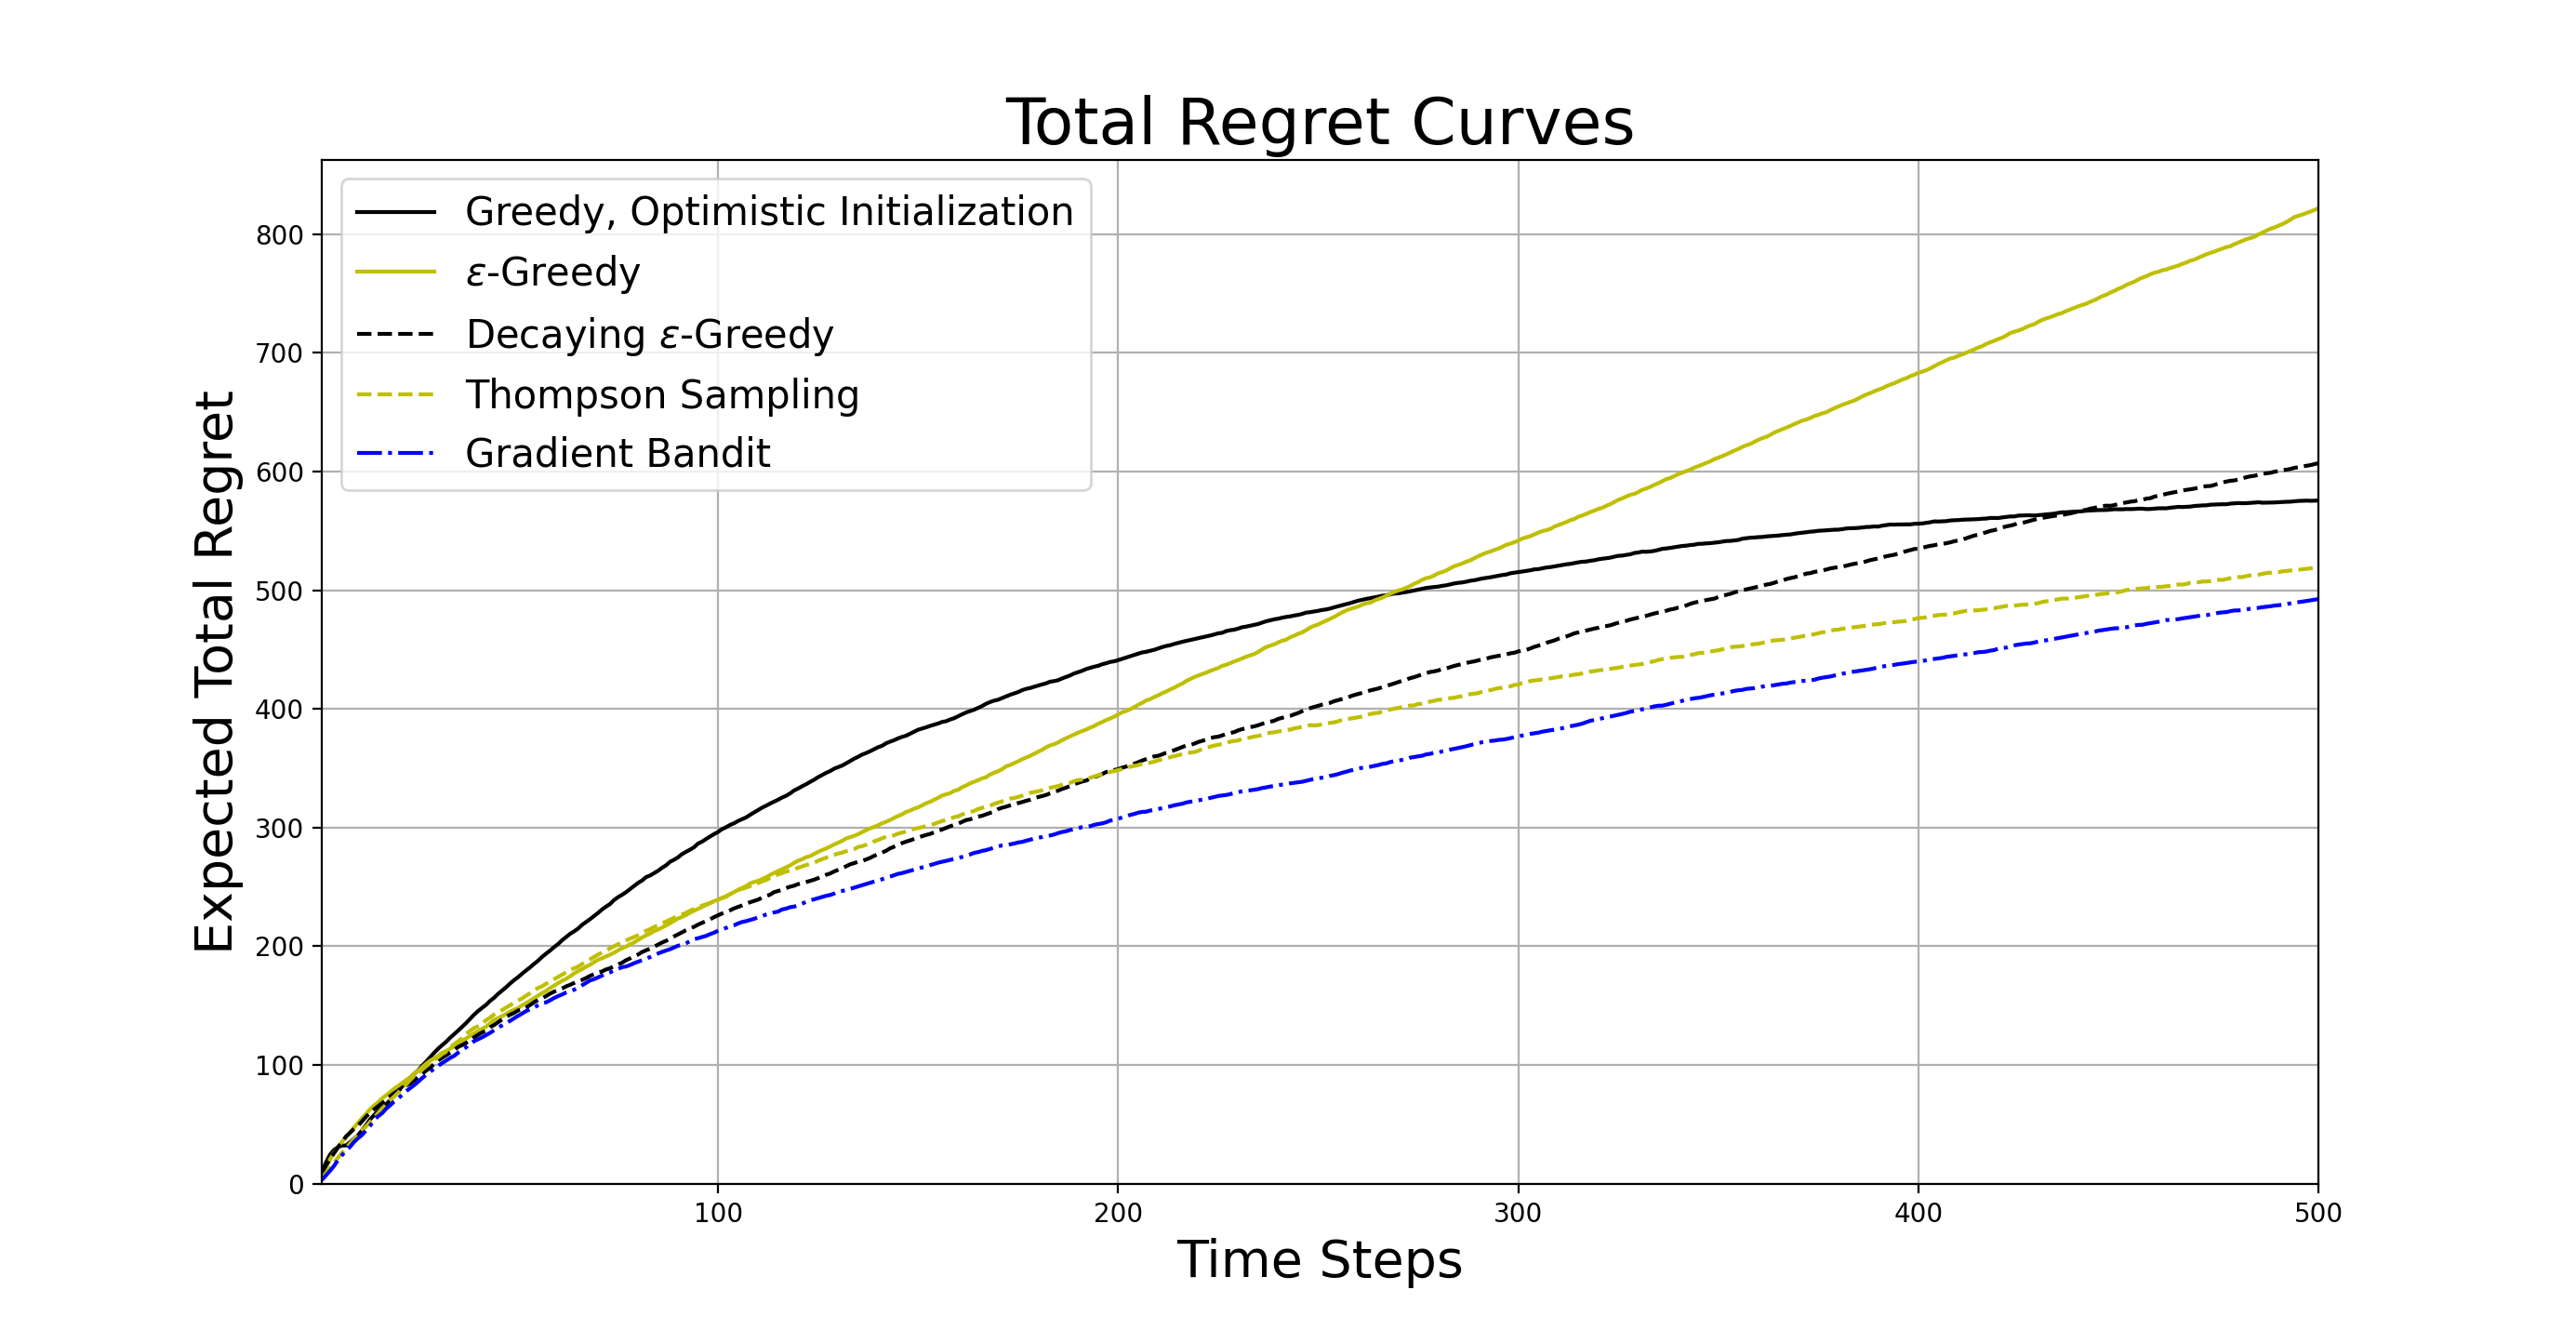 Total Regret Curves
Greedy, Optimistic Initialization
ε-Greedy
Decaying ε-Greedy
Thompson Sampling
Gradient Bandit
Expected Total Regret
800
700
600
500
400
300
200
100
0
100 200 300 400 500
Time Steps